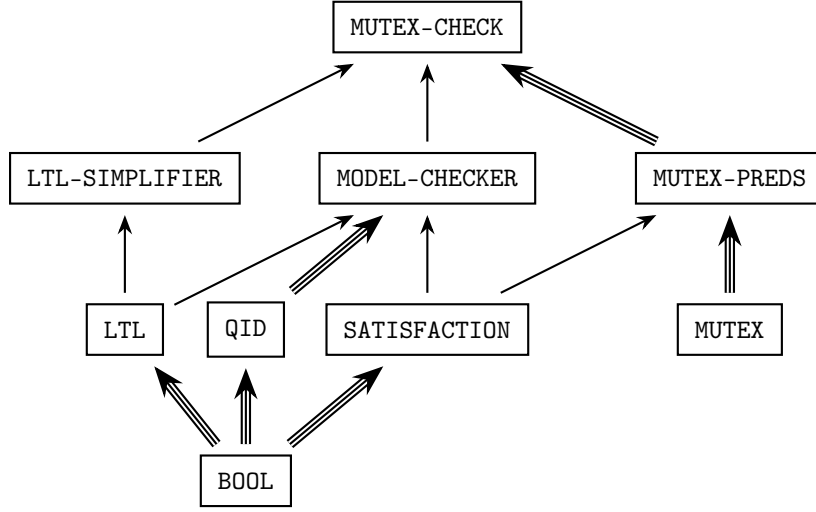 MUTEX-CHECK
LTL-SIMPLIFIER
MODEL-CHECKER
MUTEX-PREDS
LTL
QID
SATISFACTION
MUTEX
BOOL